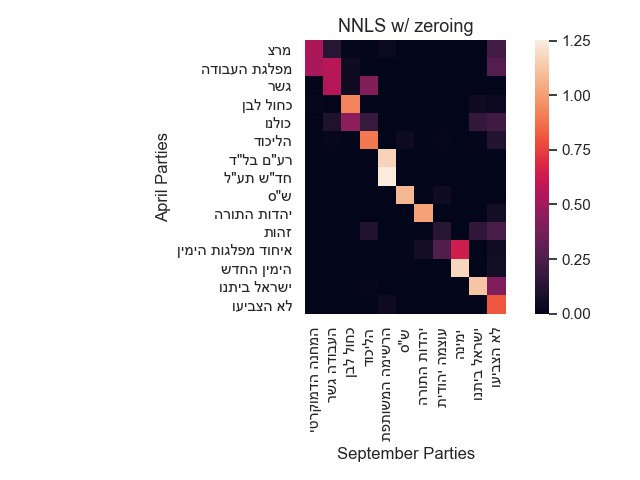 NNLS w/ zeroing
מרצ
מפלגת העבודה
גשר
כחול לבן
כולנו
הליכוד
רע"ם בל"ד
חד"ש תע"ל
ש"ס
יהדות התורה
זהות
איחוד מפלגות הימין
הימין החדש
ישראל ביתנו
לא הצביעו
April Parties
המחנה הדמוקרטי
העבודה גשר
כחול לבן
הליכוד
הרשימה המשותפת
ש"ס
יהדות התורה
עוצמה יהודית
ימינה
ישראל ביתנו
לא הצביעו
September Parties
1.25
1.00
0.75
0.50
0.25
0.00